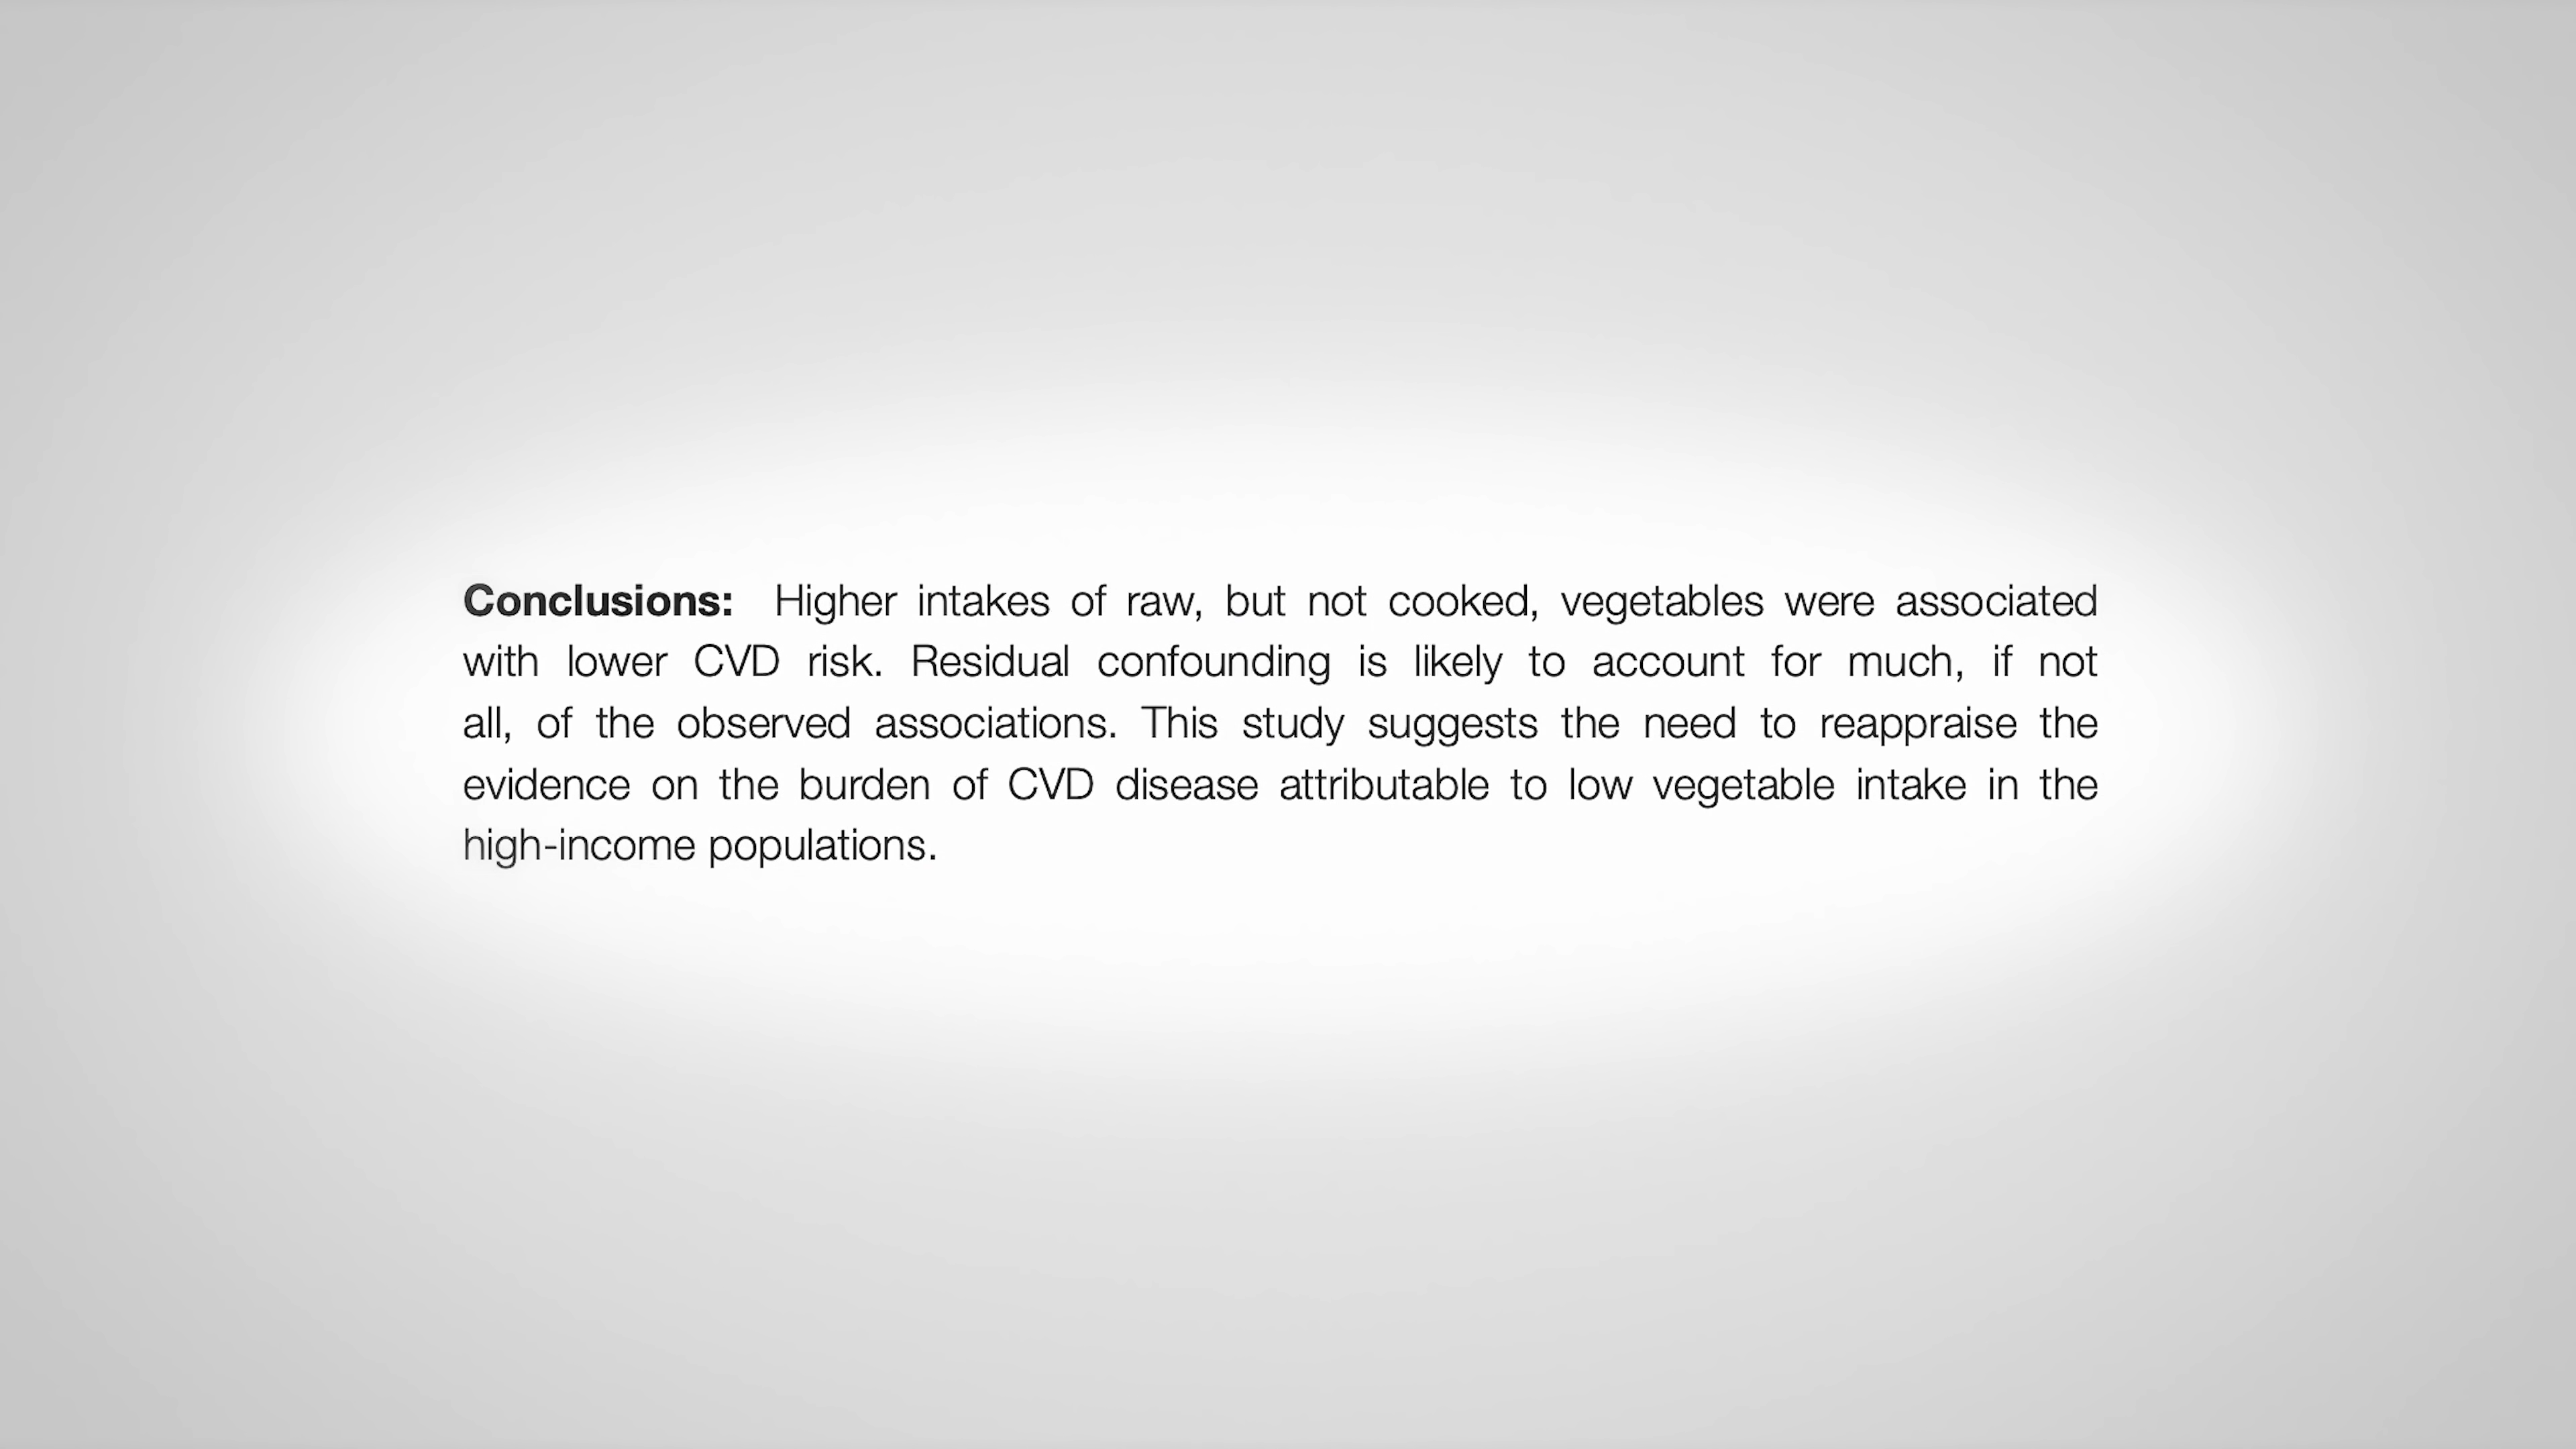 Conclusions: Higher intakes of raw, but not cooked, vegetables were associated
with lower CVD risk. Residual confounding is likely to account for much, if not
all, of the observed associations. This study suggests the need to reappraise the
evidence on the burden of CVD disease attributable to low vegetable intake in the
high-income populations.